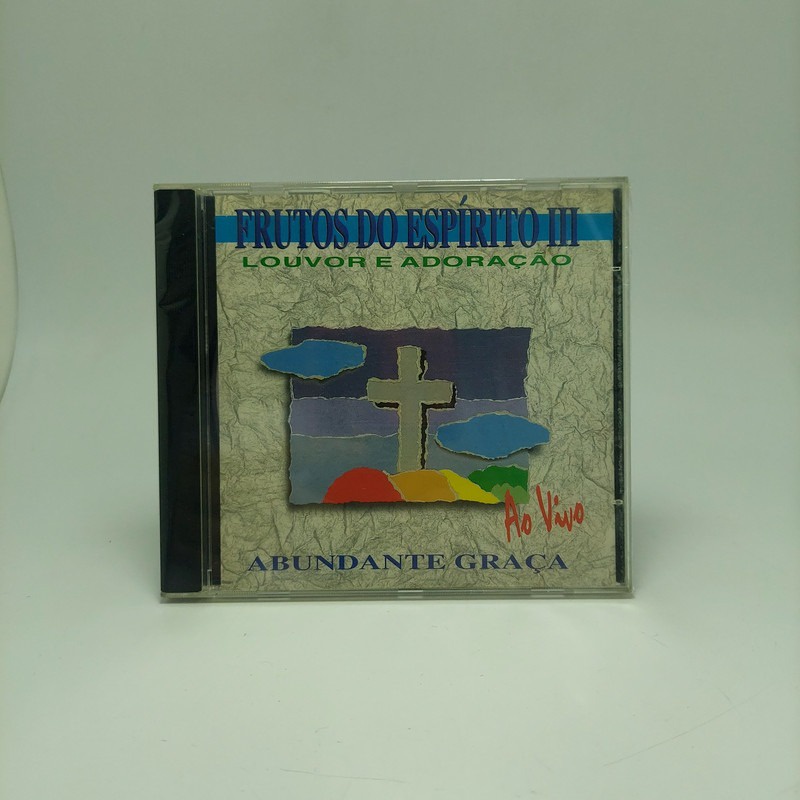 FRUTOS DO ESPÍRITO III
LOUVOR E ADORAÇÃO
Ao Vivo
ABUNDANTE GRAÇA